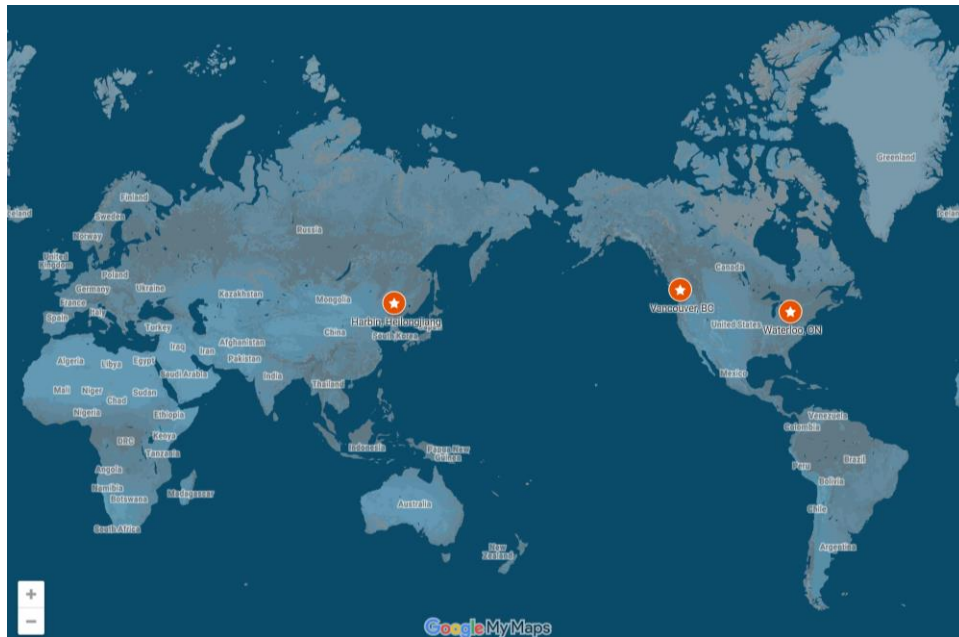 Greenland
Iceland
Finland
Sweden
Norway
Russia
United
Kingdom
Poland
Germany
Ukraine
France
Italy
Spain
Kazakhstan
Mongolia
Turkey
Harbin, Heilongjiang
China
South Korea
Iraq
Iran
Afghanistan
Pakistan
Algeria
Libya
Egypt
Saudi Arabia
India
Mali
Niger
Chad
Sudan
Thailand
Nigeria
Ethiopia
DRC
Kenya
Tanzania
Indonesia
Papua New
Guinea
Angola
Namibia
Botswana
Madagascar
South Africa
Australia
New
Zealand
Canada
Vancouver, BC
United States
Waterloo, ON
Mexico
Venezuela
Colombia
Peru
Brazil
Bolivia
Chile
Argentina
+
−
Google My Maps